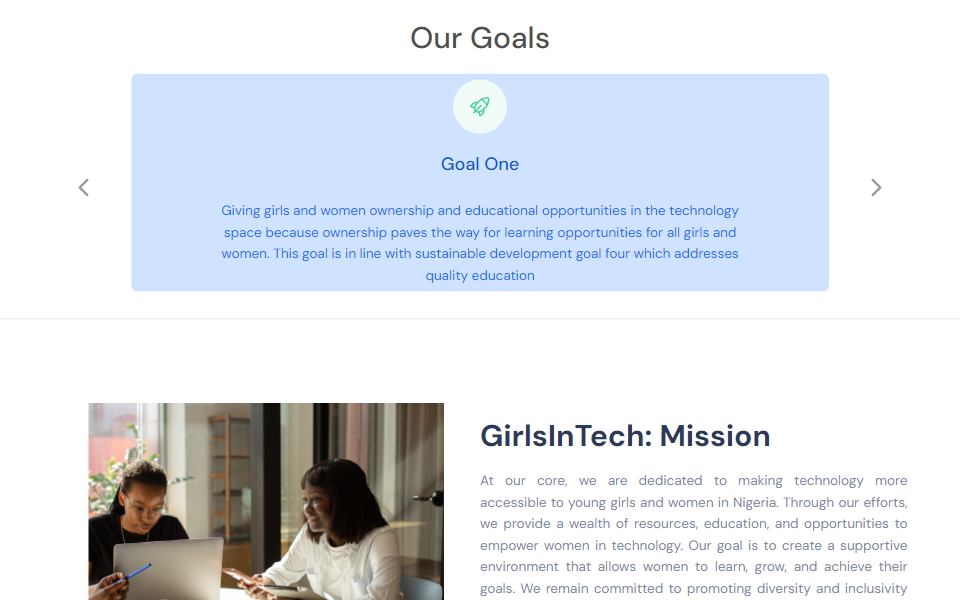 Our Goals
Goal One
Giving girls and women ownership and educational opportunities in the technology
space because ownership paves the way for learning opportunities for all girls and
women. This goal is in line with sustainable development goal four which addresses
quality education
GirlsInTech: Mission
At our core, we are dedicated to making technology more
accessible to young girls and women in Nigeria. Through our efforts,
we provide a wealth of resources, education, and opportunities to
empower women in technology. Our goal is to create a supportive
environment that allows women to learn, grow, and achieve their
goals. We remain committed to promoting diversity and inclusivity